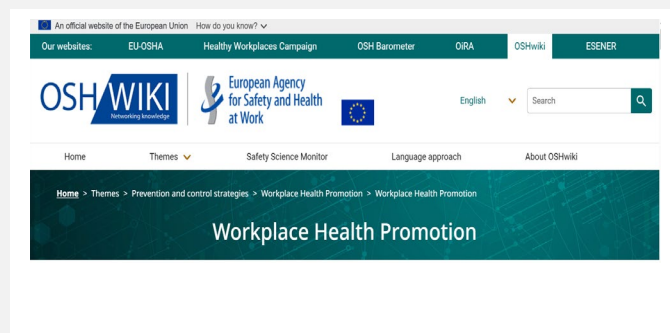 An official website of the European Union How do you know?
Our websites: EU-OSHA Healthy Workplaces Campaign OSH Barometer OiRA OSHwiki ESENER
OSH WIKI
Networking knowledge
European Agency
for Safety and Health
at Work
English Search
Home Themes Safety Science Monitor Language approach About OSHwiki
Home > Themes > Prevention and control strategies > Workplace Health Promotion > Workplace Health Promotion
Workplace Health Promotion